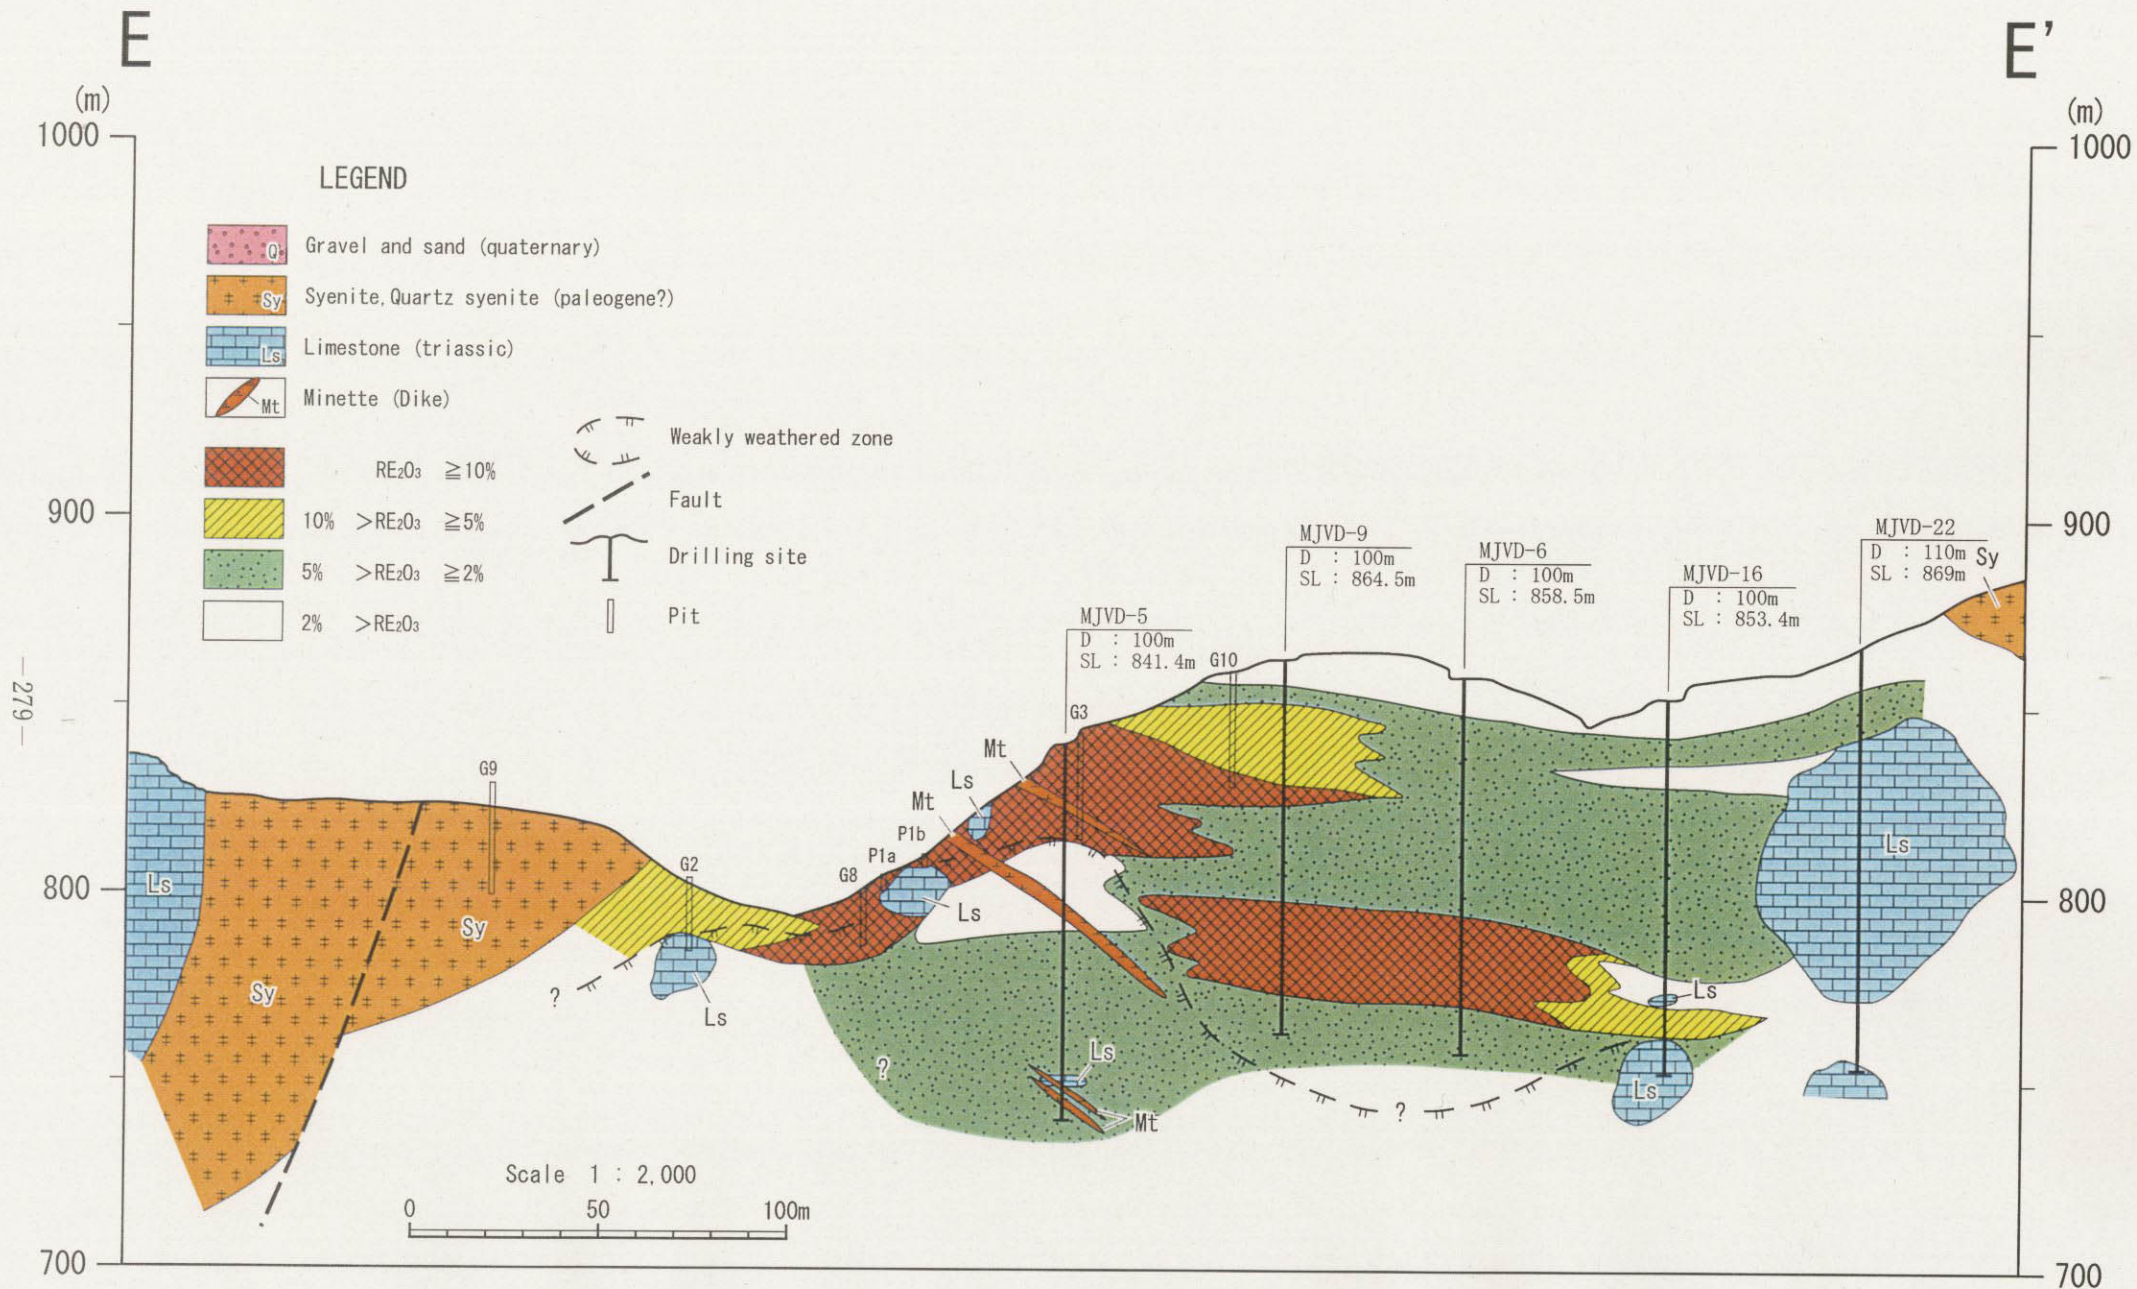 E
E'
(m)
(m)
1000
1000
LEGEND
Q
Gravel and sand (quaternary)
Sy
Syenite, Quartz syenite (paleogene?)
Ls
Limestone (triassic)
Mt
Minette (Dike)
RE₂O₃ ≧10%
10% >RE₂O₃ ≧5%
5% >RE₂O₃ ≧2%
2% >RE₂O₃
Weakly weathered zone
Fault
Drilling site
Pit
900
900
MJVD-5
D : 100m
SL : 841.4m
MJVD-9
D : 100m
SL : 864.5m
MJVD-6
D : 100m
SL : 858.5m
MJVD-16
D : 100m
SL : 853.4m
MJVD-22
D : 110m
SL : 869m
Sy
G10
G3
Mt
Ls
Mt
P1b
P1a
G8
G9
G2
800
800
Ls
Ls
Ls
Sy
Sy
?
Ls
Ls
?
Ls
Mt
Ls
?
-279-
Scale 1 : 2,000
0 50 100m
700
700